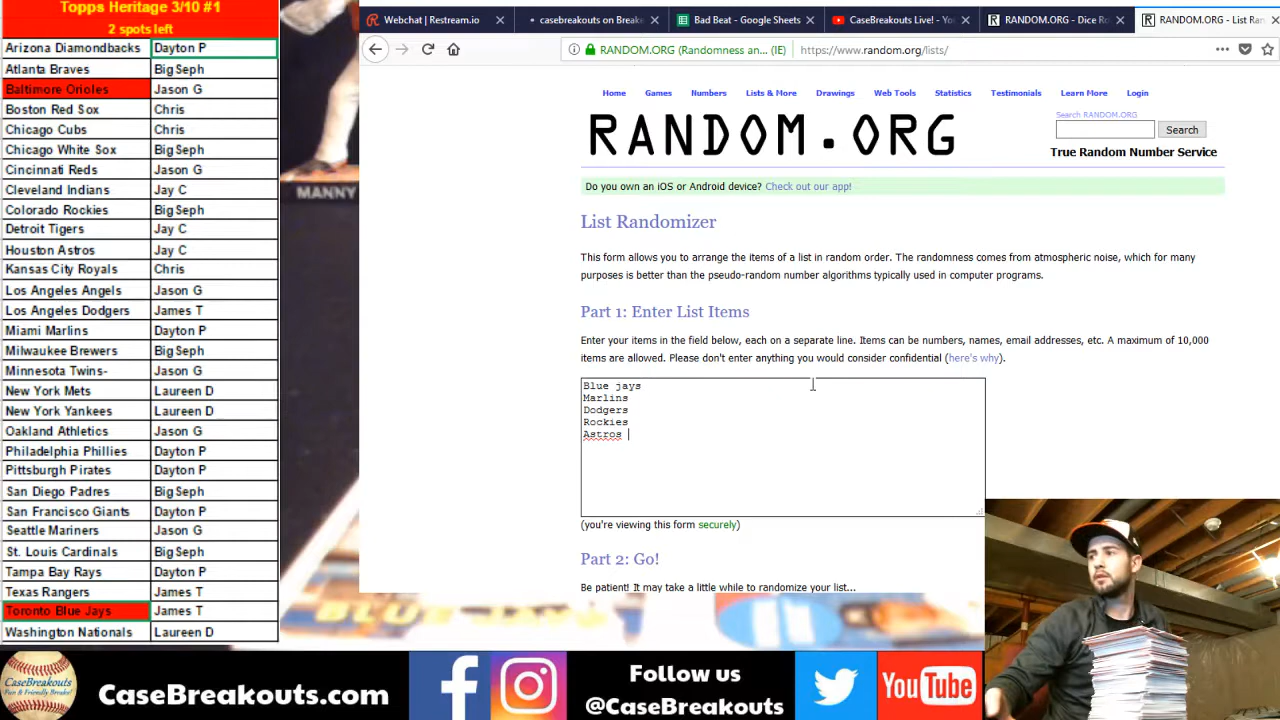 Topps Heritage 3/10 #1
2 spots left
Arizona Diamondbacks Dayton P
Atlanta Braves Big Seph
Baltimore Orioles Jason G
Boston Red Sox Chris
Chicago Cubs Chris
Chicago White Sox Big Seph
Cincinnati Reds Jason G
Cleveland Indians Jay C
Colorado Rockies Big Seph
Detroit Tigers Jay C
Houston Astros Jay C
Kansas City Royals Chris
Los Angeles Angels Jason G
Los Angeles Dodgers James T
Miami Marlins Dayton P
Milwaukee Brewers Big Seph
Minnesota Twins- Jason G
New York Mets Laureen D
New York Yankees Laureen D
Oakland Athletics Jason G
Philadelphia Phillies Dayton P
Pittsburgh Pirates Dayton P
San Diego Padres Big Seph
San Francisco Giants Dayton P
Seattle Mariners Jason G
St. Louis Cardinals Big Seph
Tampa Bay Rays Dayton P
Texas Rangers James T
Toronto Blue Jays James T
Washington Nationals Laureen D
MANNY
Webchat | Restream.io
casebreakouts on Break
Bad Beat - Google Sheets
CaseBreakouts Live! - You
RANDOM.ORG - Dice Ro
RANDOM.ORG - List Ran
RANDOM.ORG (Randomness an... (IE) https://www.random.org/lists/
Home Games Numbers Lists & More Drawings Web Tools Statistics Testimonials Learn More Login
RANDOM.ORG
Search RANDOM.ORG
Search
True Random Number Service
Do you own an iOS or Android device? Check out our app!
List Randomizer
This form allows you to arrange the items of a list in random order. The randomness comes from atmospheric noise, which for many
purposes is better than the pseudo-random number algorithms typically used in computer programs.
Part 1: Enter List Items
Enter your items in the field below, each on a separate line. Items can be numbers, names, email addresses, etc. A maximum of 10,000
items are allowed. Please don't enter anything you would consider confidential (here's why).
Blue jays
Marlins
Dodgers
Rockies
Astros
(you're viewing this form securely)
Part 2: Go!
Be patient! It may take a little while to randomize your list...
CaseBreakouts
Fun & Friendly Breaks!
CaseBreakouts.com
Follow us
@CaseBreakouts
YouTube